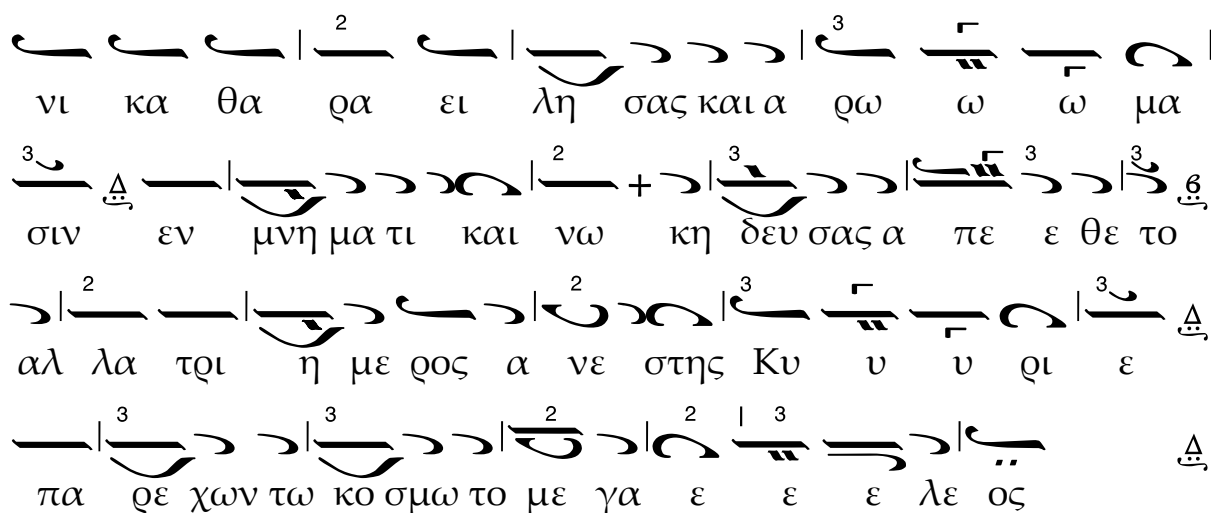 νι κα θα ρα ει λη σας και α ρω ω ω μα
σιν εν μνη μα τι και νω κη δευ σας α πε ε θε το
αλ λα τρι η με ρος α νε στης Κυ υ υ ρι ε
πα ρε χων τω κο σμω το με γα ε ε ε λε ος